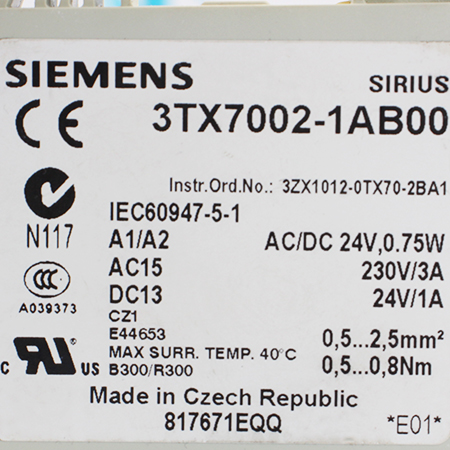 SIEMENS SIRIUS
CE 3TX7002-1AB00
Instr.Ord.No.: 3ZX1012-0TX70-2BA1
IEC60947-5-1
N117 A1/A2 AC/DC 24V,0.75W
AC15 230V/3A
CCC DC13 24V/1A
A039373 CZ1
E44653 0,5...2,5mm²
MAX SURR. TEMP. 40°C
c RU US B300/R300 0,5...0,8Nm
Made in Czech Republic
817671EQQ *E01*